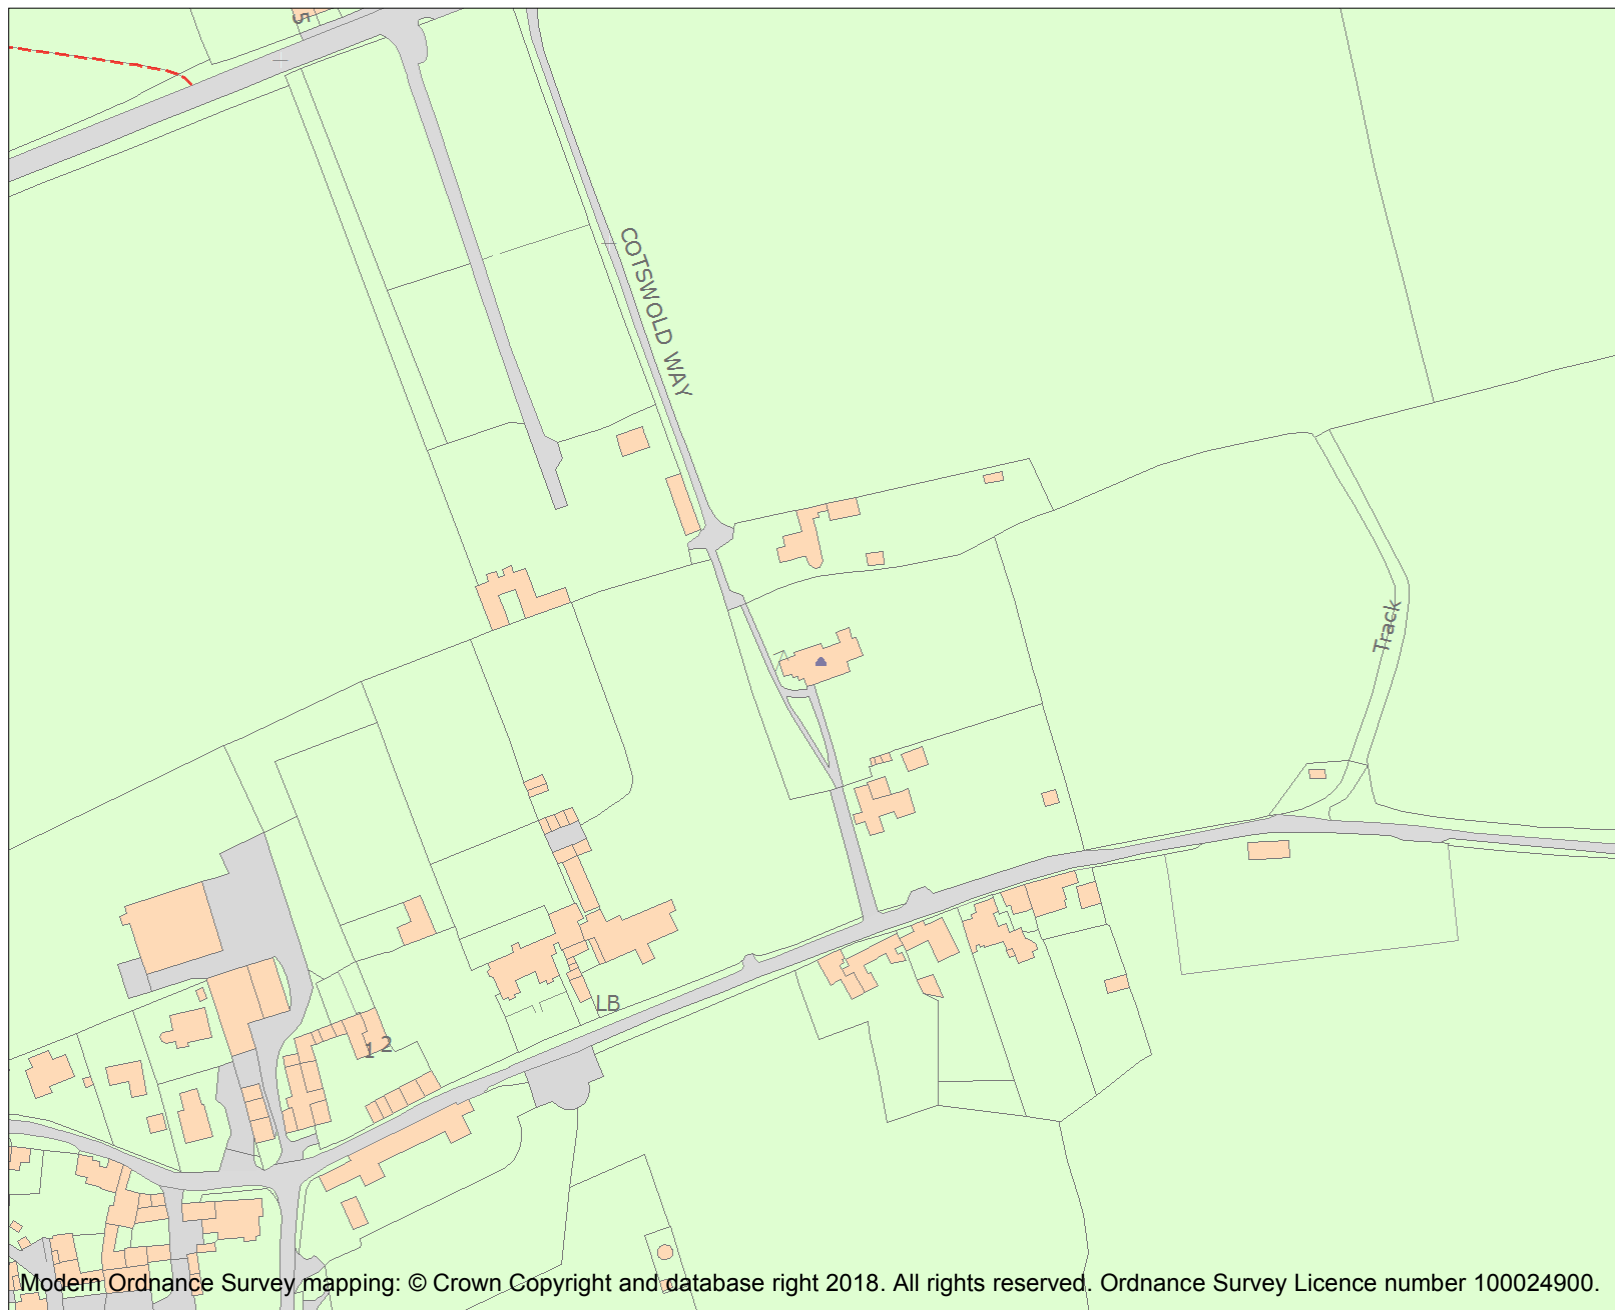 5
COTSWOLD WAY
Track
LB
1 2
Modern Ordnance Survey mapping: © Crown Copyright and database right 2018. All rights reserved. Ordnance Survey Licence number 100024900.